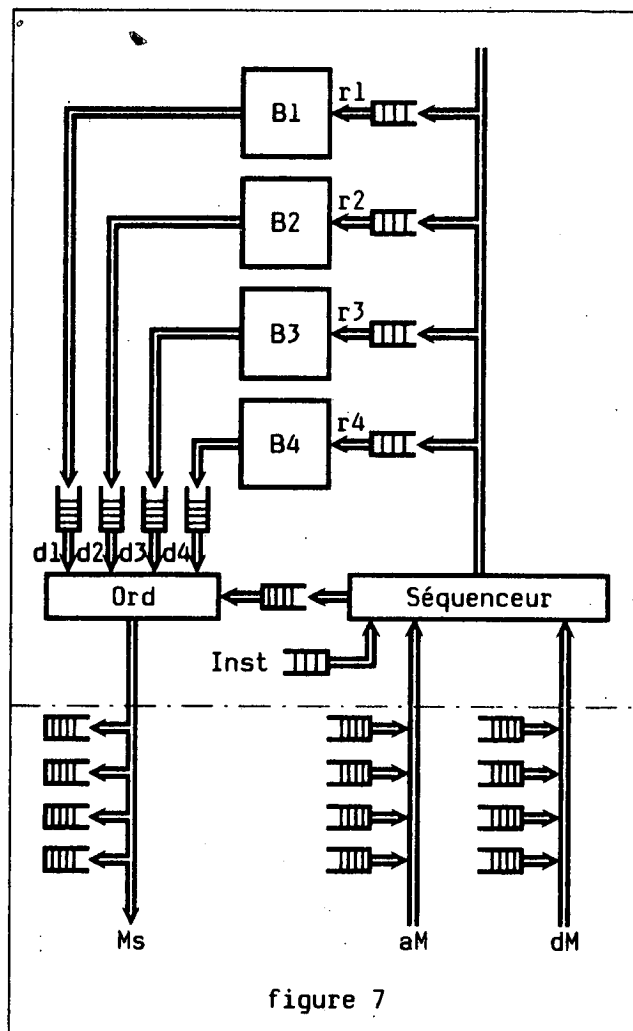 r1
B1
r2
B2
r3
B3
r4
B4
d1 d2 d3 d4
Ord
Séquenceur
Inst
Ms
aM
dM
figure 7